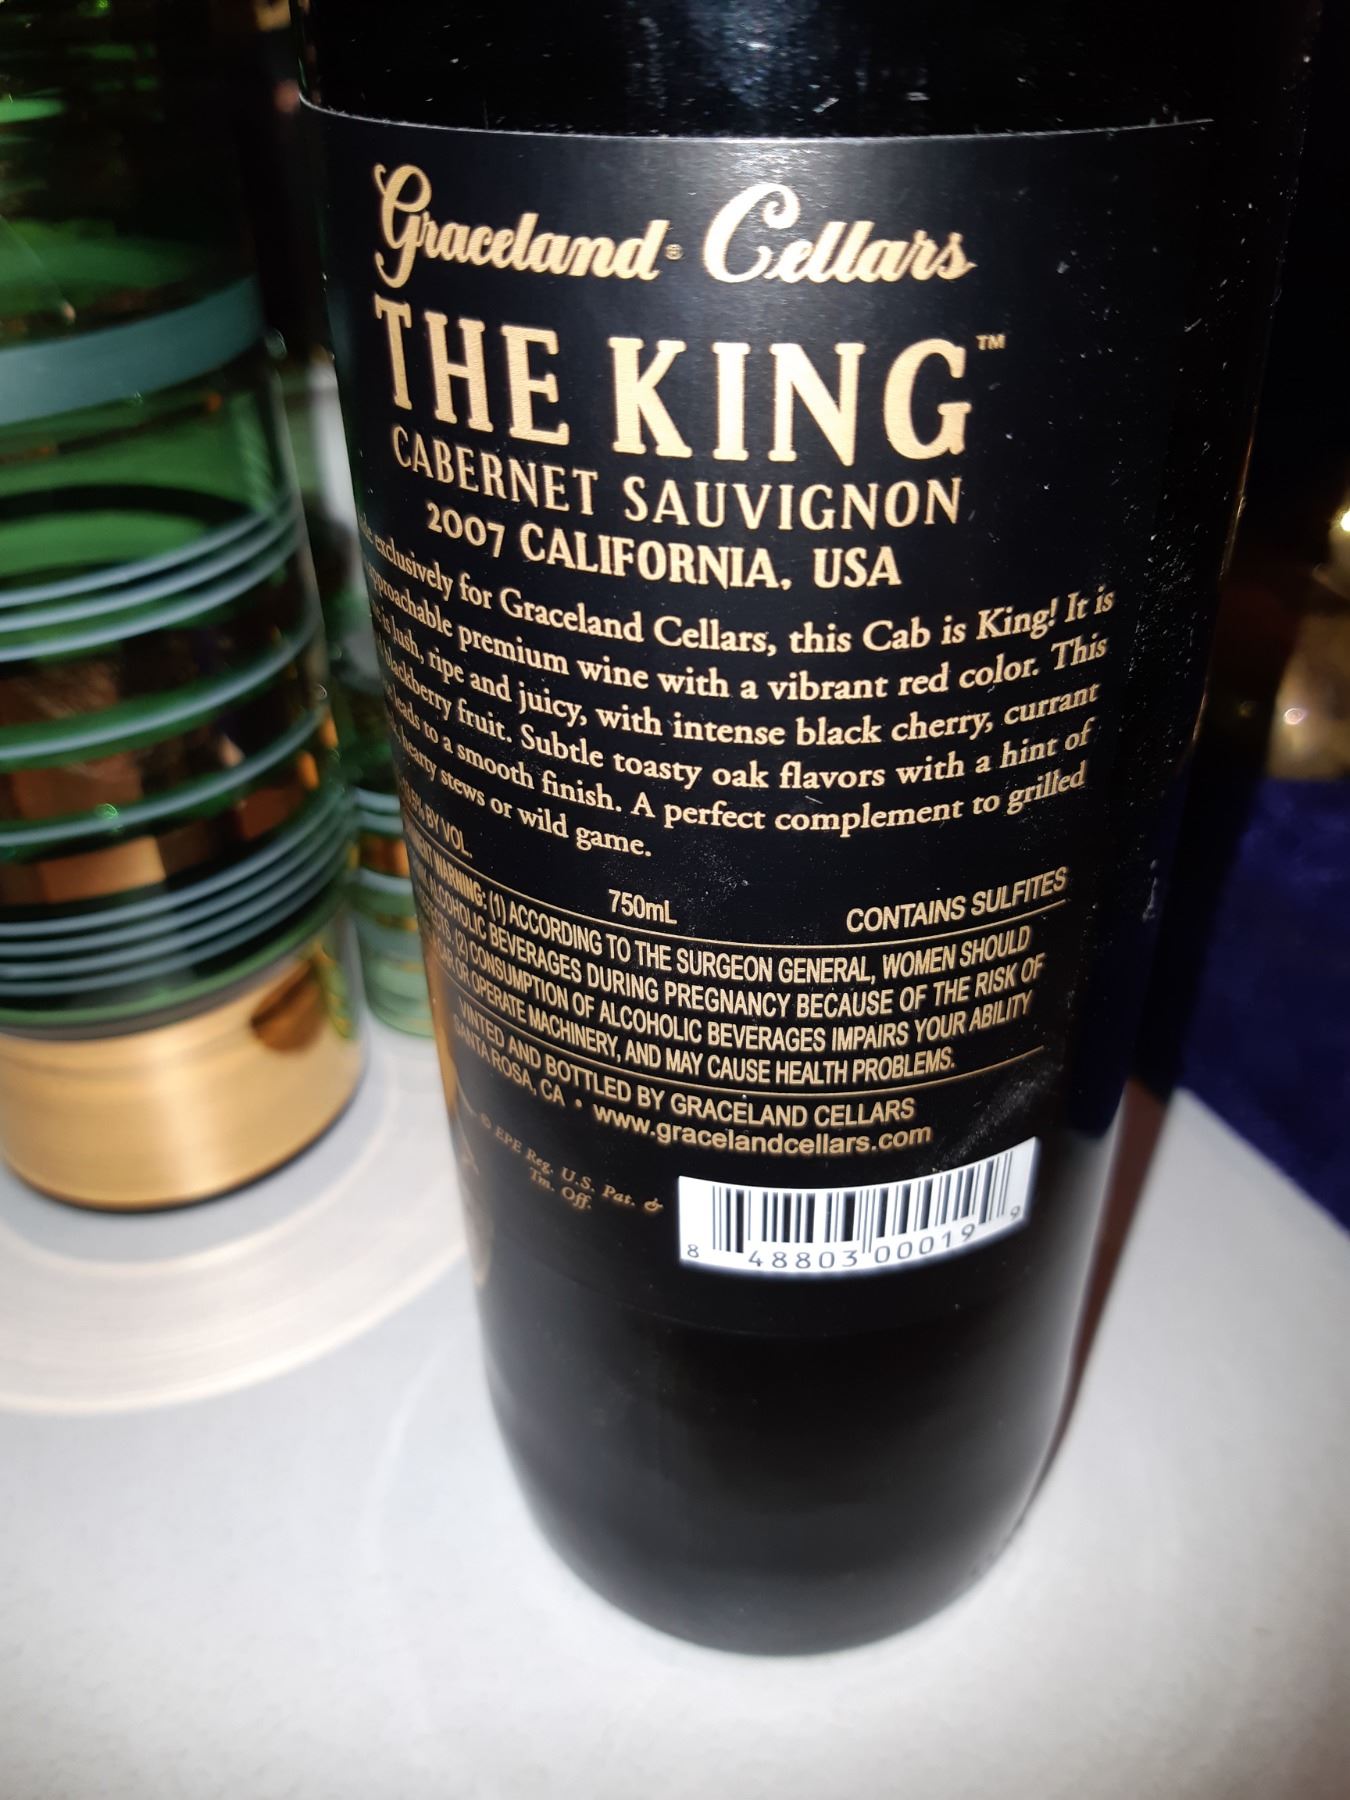 Graceland® Cellars
THE KING™
CABERNET SAUVIGNON
2007 CALIFORNIA, USA
exclusively for Graceland Cellars, this Cab is King! It is
approachable premium wine with a vibrant red color. This
is lush, ripe and juicy, with intense black cherry, currant
blackberry fruit. Subtle toasty oak flavors with a hint of
leads to a smooth finish. A perfect complement to grilled
hearty stews or wild game.
BY VOL.
750mL
CONTAINS SULFITES
WARNING: (1) ACCORDING TO THE SURGEON GENERAL, WOMEN SHOULD
ALCOHOLIC BEVERAGES DURING PREGNANCY BECAUSE OF THE RISK OF
(2) CONSUMPTION OF ALCOHOLIC BEVERAGES IMPAIRS YOUR ABILITY
OR OPERATE MACHINERY, AND MAY CAUSE HEALTH PROBLEMS.
VINTED AND BOTTLED BY GRACELAND CELLARS
SANTA ROSA, CA • www.gracelandcellars.com
© EPE Reg. U.S. Pat. &
Tm. Off.
8 48803 00019 9